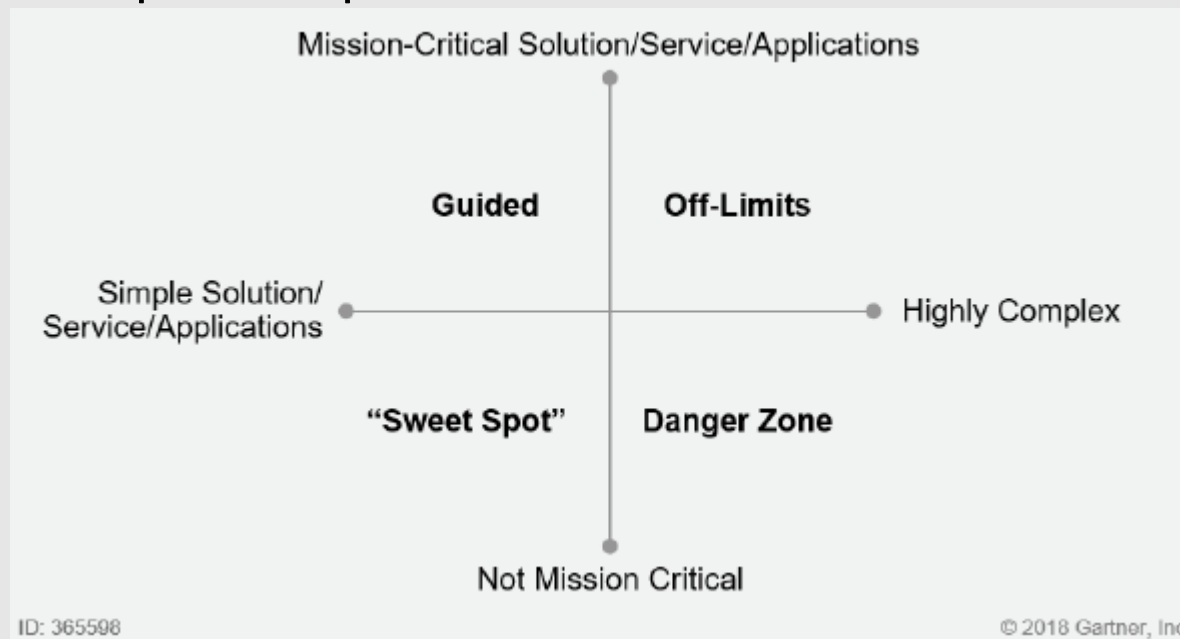 Mission-Critical Solution/Service/Applications
Guided
Off-Limits
Simple Solution/
Service/Applications
Highly Complex
“Sweet Spot”
Danger Zone
Not Mission Critical
ID: 365598
© 2018 Gartner, Inc